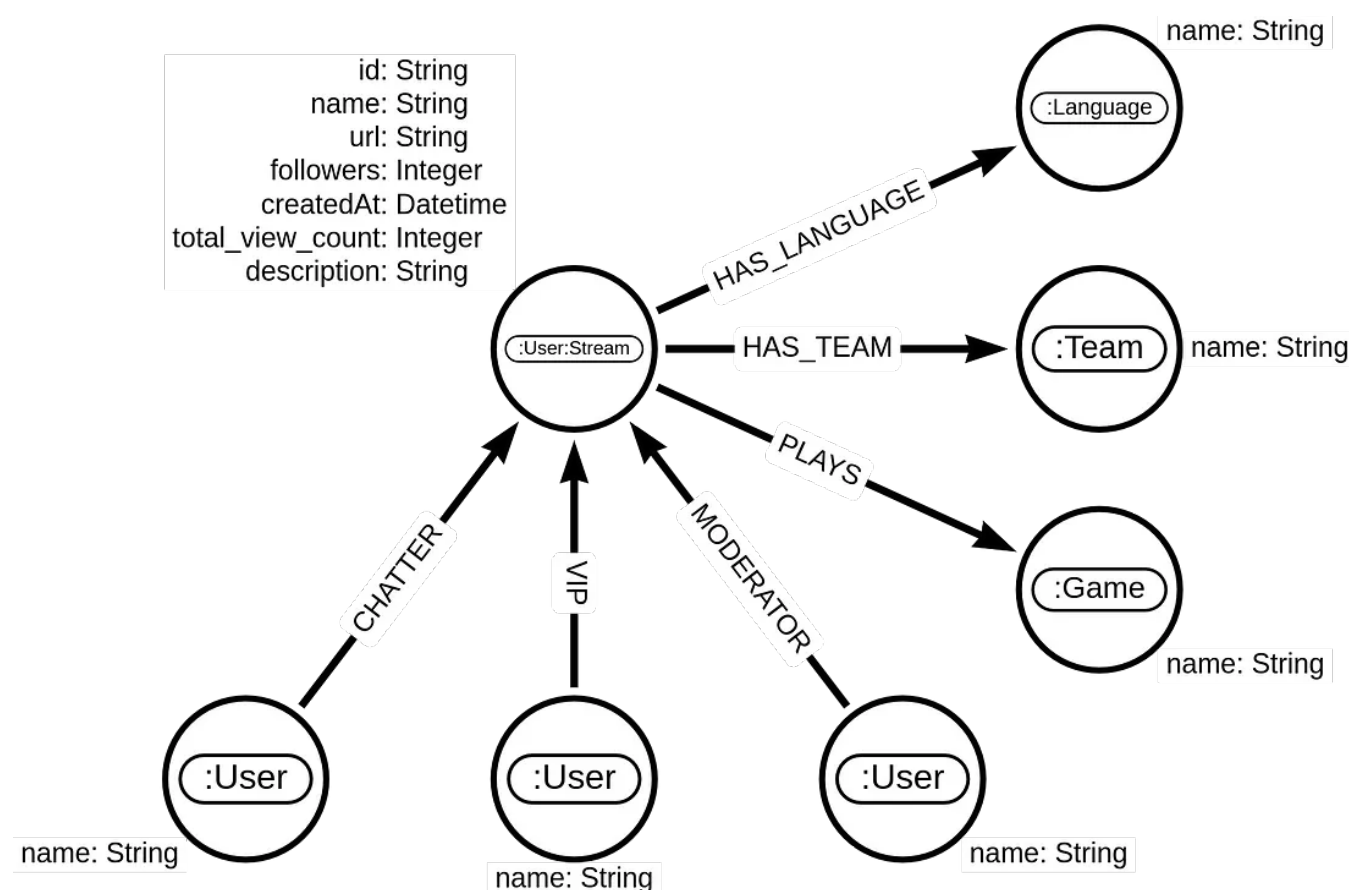 name: String
id: String
name: String
url: String
followers: Integer
createdAt: Datetime
total_view_count: Integer
description: String
:Language
HAS_LANGUAGE
:User:Stream
HAS_TEAM
:Team
name: String
PLAYS
:Game
name: String
CHATTER
VIP
MODERATOR
:User
:User
:User
name: String
name: String
name: String